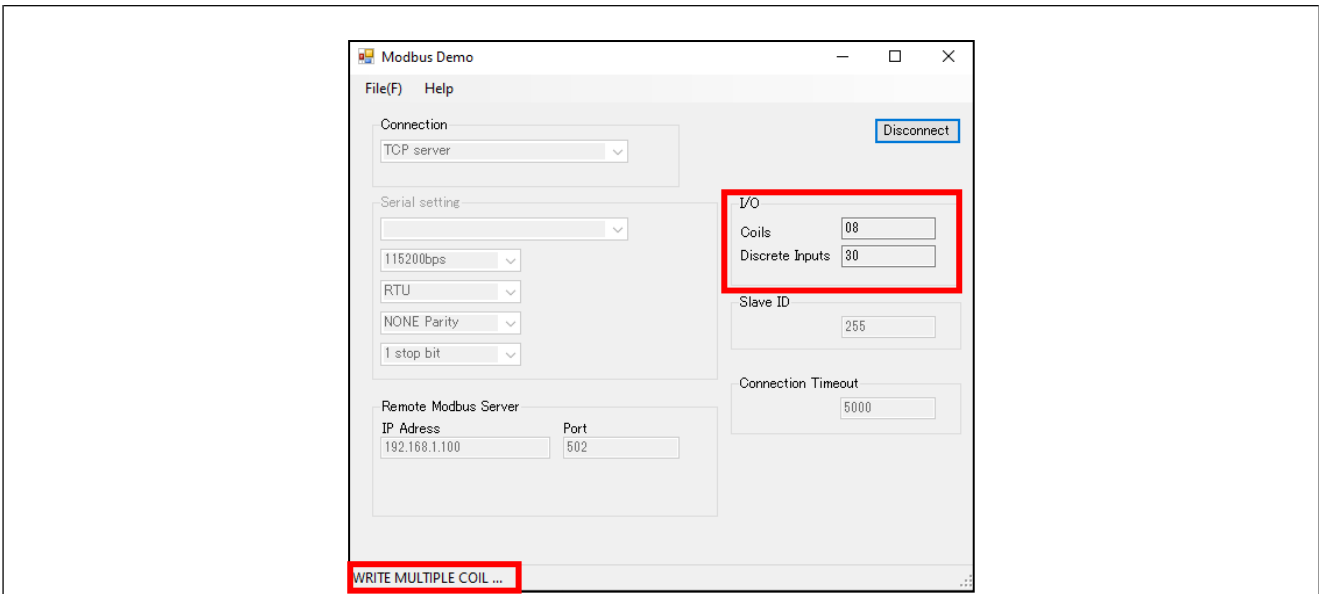 Modbus Demo
File(F) Help
Connection
TCP server
Disconnect
Serial setting
115200bps
RTU
NONE Parity
1 stop bit
I/O
Coils 08
Discrete Inputs 30
Slave ID
255
Connection Timeout
5000
Remote Modbus Server
IP Adress Port
192.168.1.100 502
WRITE MULTIPLE COIL ...